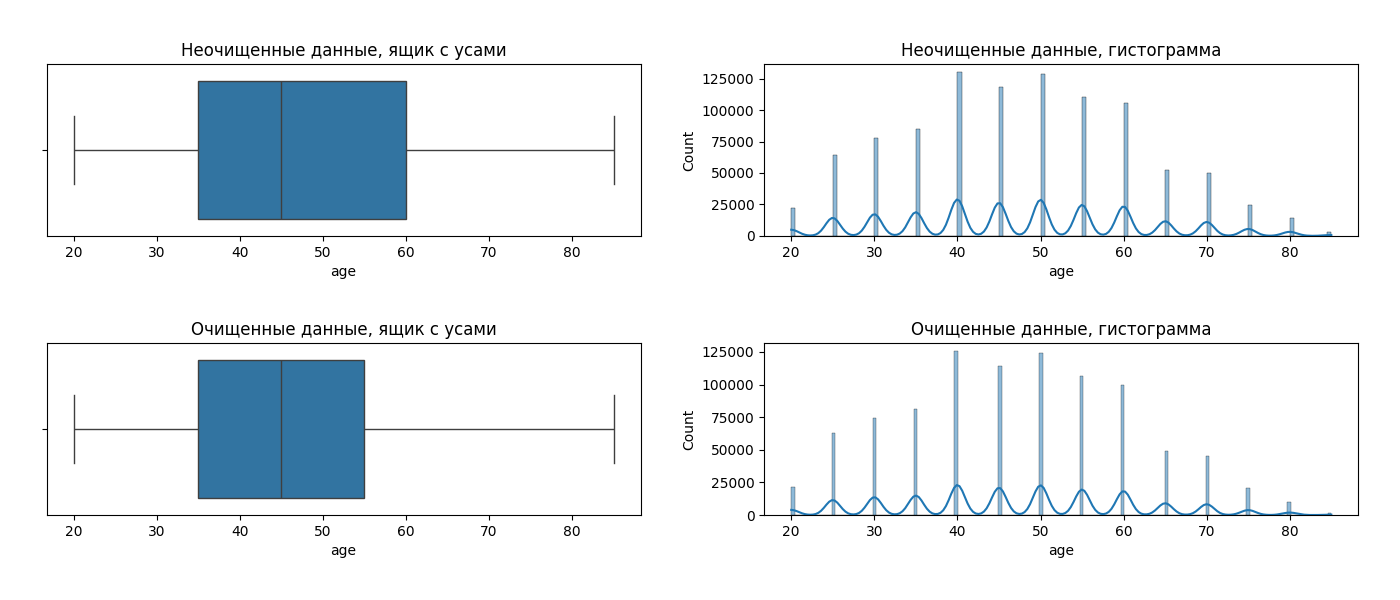 Неочищенные данные, ящик с усами
20 30 40 50 60 70 80
age
Неочищенные данные, гистограмма
125000
100000
75000
50000
25000
0
Count
20 30 40 50 60 70 80
age
Очищенные данные, ящик с усами
20 30 40 50 60 70 80
age
Очищенные данные, гистограмма
125000
100000
75000
50000
25000
0
Count
20 30 40 50 60 70 80
age